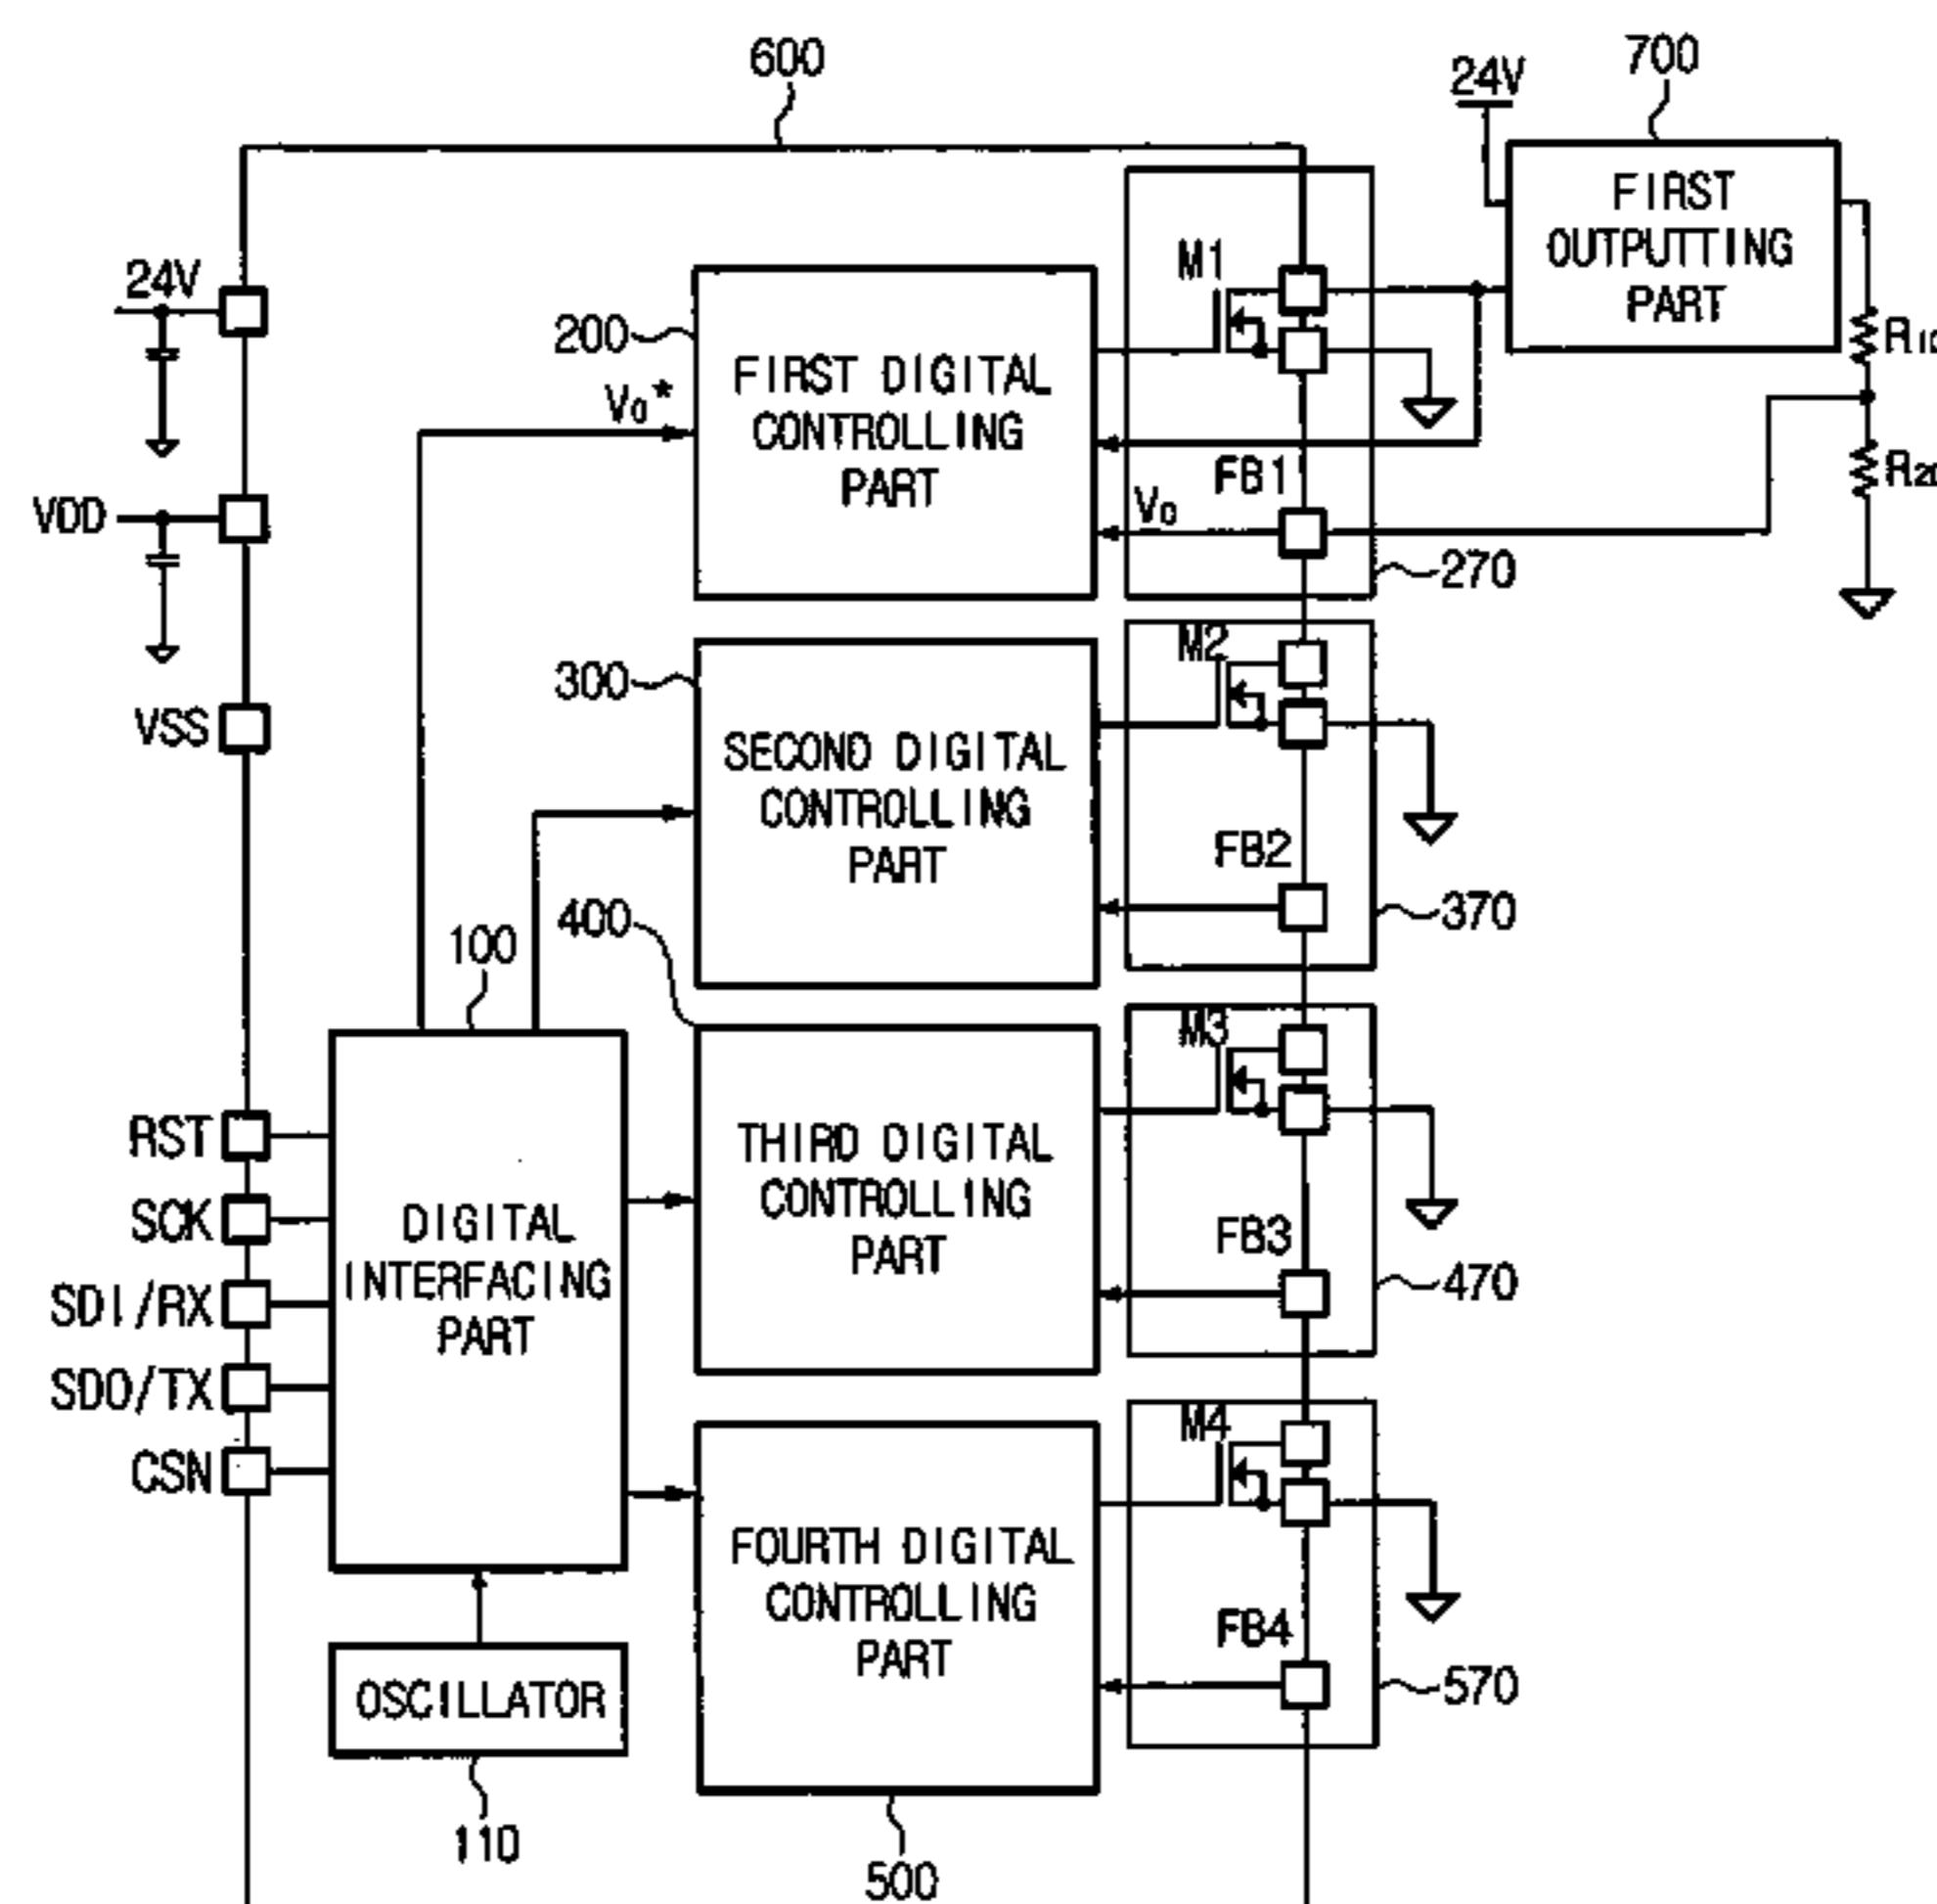 600
24V
700
FIRST
OUTPUTTING
PART
24V
M1
200
FIRST DIGITAL
CONTROLLING
PART
Vo*
FB1
Vo
270
VDD
M2
300
SECOND DIGITAL
CONTROLLING
PART
VSS
FB2
370
400
100
M3
RST
THIRD DIGITAL
CONTROLLING
PART
SCK
DIGITAL
INTERFACING
PART
FB3
470
SDI/RX
SDO/TX
M4
CSN
FOURTH DIGITAL
CONTROLLING
PART
FB4
570
OSCILLATOR
110
500